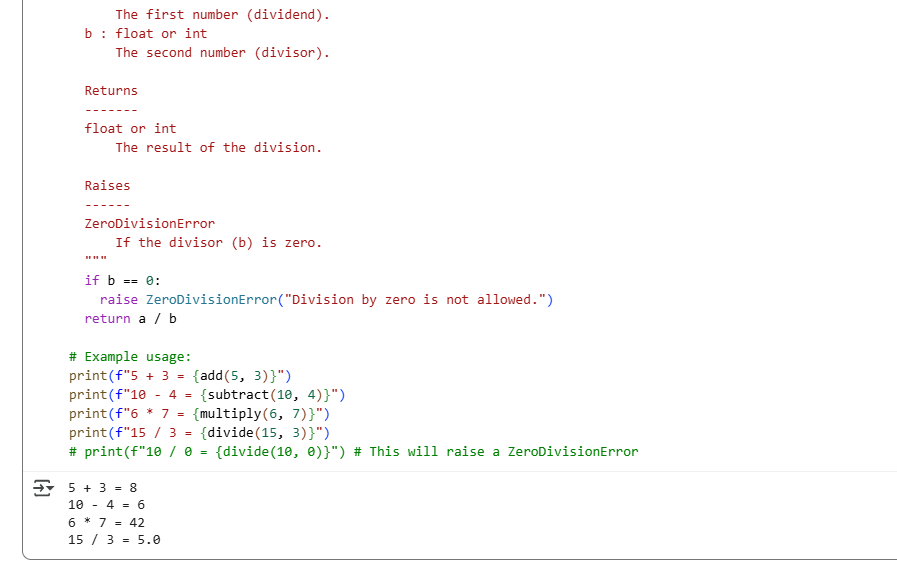 The first number (dividend).
b : float or int
The second number (divisor).
Returns
-------
float or int
The result of the division.
Raises
------
ZeroDivisionError
If the divisor (b) is zero.
"""
if b == 0:
raise ZeroDivisionError("Division by zero is not allowed.")
return a / b
# Example usage:
print(f"5 + 3 = {add(5, 3)}")
print(f"10 - 4 = {subtract(10, 4)}")
print(f"6 * 7 = {multiply(6, 7)}")
print(f"15 / 3 = {divide(15, 3)}")
# print(f"10 / 0 = {divide(10, 0)}") # This will raise a ZeroDivisionError
5 + 3 = 8
10 - 4 = 6
6 * 7 = 42
15 / 3 = 5.0